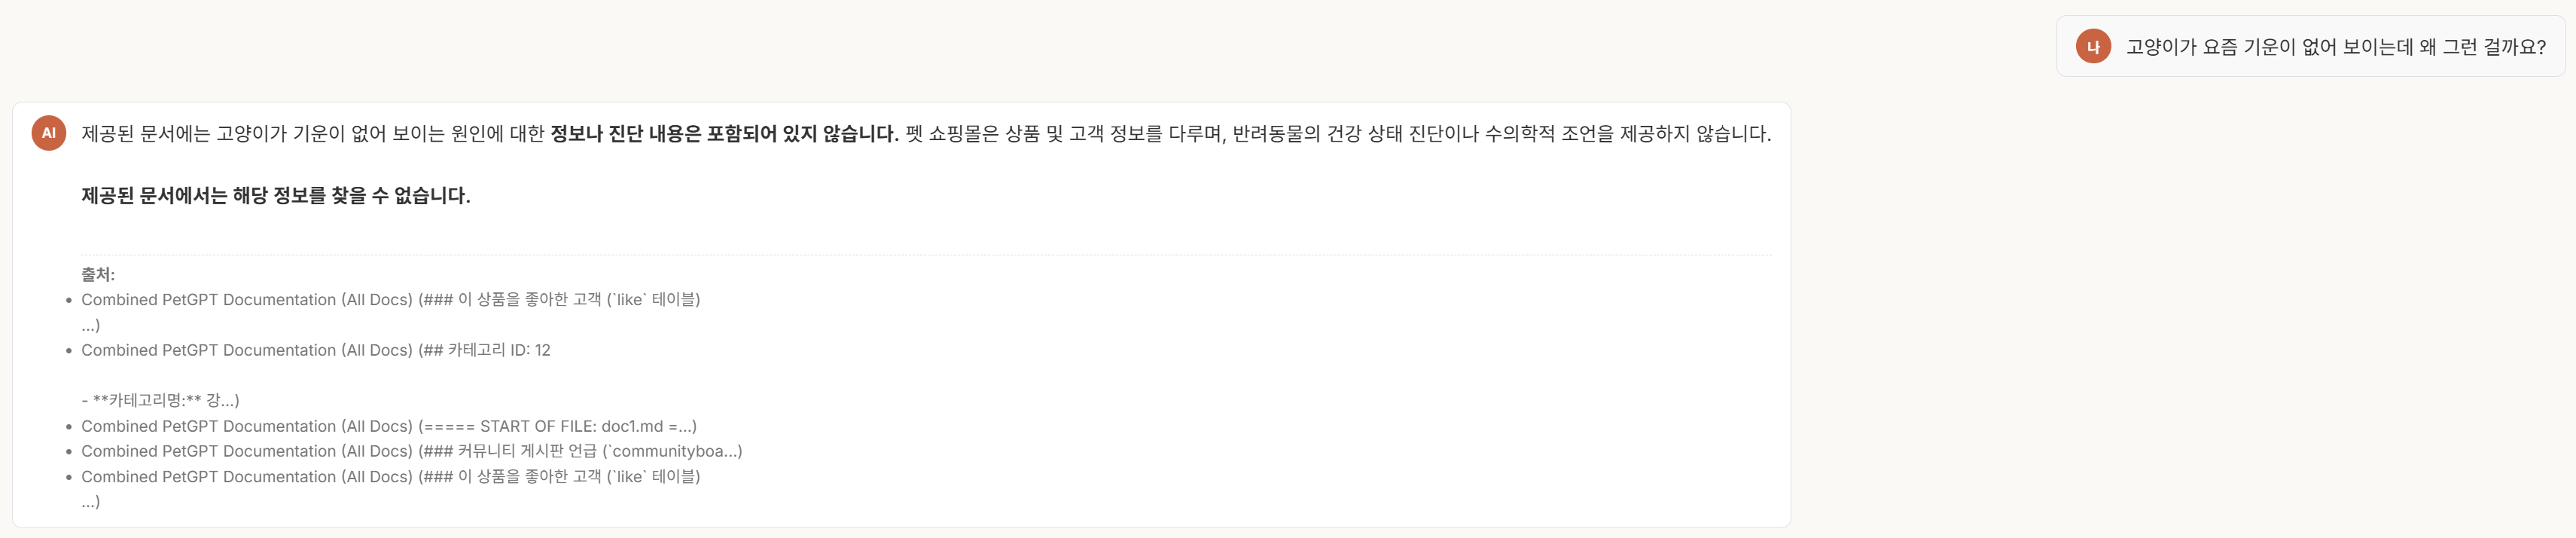 나 고양이가 요즘 기운이 없어 보이는데 왜 그런 걸까요?
AI 제공된 문서에는 고양이가 기운이 없어 보이는 원인에 대한 정보나 진단 내용은 포함되어 있지 않습니다. 펫 쇼핑몰은 상품 및 고객 정보를 다루며, 반려동물의 건강 상태 진단이나 수의학적 조언을 제공하지 않습니다.
제공된 문서에서는 해당 정보를 찾을 수 없습니다.
출처:
• Combined PetGPT Documentation (All Docs) (### 이 상품을 좋아한 고객 (`like` 테이블)
...)
• Combined PetGPT Documentation (All Docs) (## 카테고리 ID: 12
- **카테고리명:** 강...)
• Combined PetGPT Documentation (All Docs) (===== START OF FILE: doc1.md =...)
• Combined PetGPT Documentation (All Docs) (### 커뮤니티 게시판 언급 (`communityboa...)
• Combined PetGPT Documentation (All Docs) (### 이 상품을 좋아한 고객 (`like` 테이블)
...)